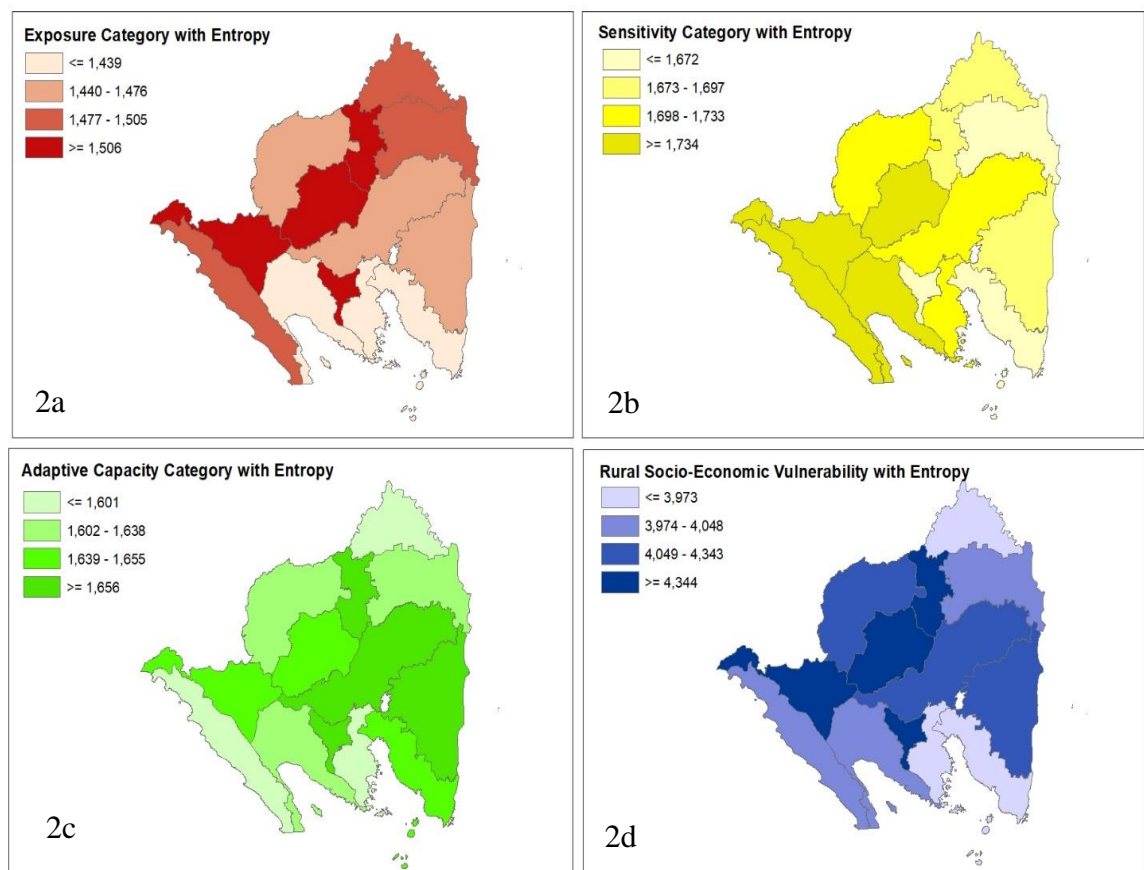 Exposure Category with Entropy
<= 1,439
1,440 - 1,476
1,477 - 1,505
>= 1,506
2a
Sensitivity Category with Entropy
<= 1,672
1,673 - 1,697
1,698 - 1,733
>= 1,734
2b
Adaptive Capacity Category with Entropy
<= 1,601
1,602 - 1,638
1,639 - 1,655
>= 1,656
2c
Rural Socio-Economic Vulnerability with Entropy
<= 3,973
3,974 - 4,048
4,049 - 4,343
>= 4,344
2d